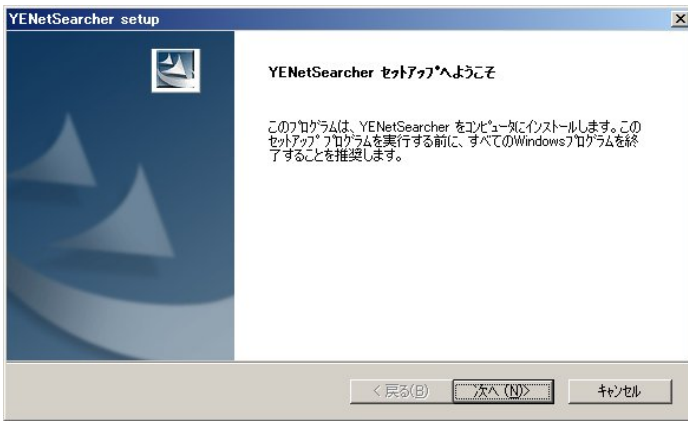 YENetSearcher setup
YENetSearcher ｾｯﾄｱｯﾌﾟへようこそ
このﾌﾟﾛｸﾞﾗﾑは、YENetSearcher をｺﾝﾋﾟｭｰﾀにｲﾝｽﾄｰﾙします。この
ｾｯﾄｱｯﾌﾟ ﾌﾟﾛｸﾞﾗﾑを実行する前に、すべてのWindowsﾌﾟﾛｸﾞﾗﾑを終
了することを推奨します。
< 戻る(B) 次へ (N)> ｷｬﾝｾﾙ